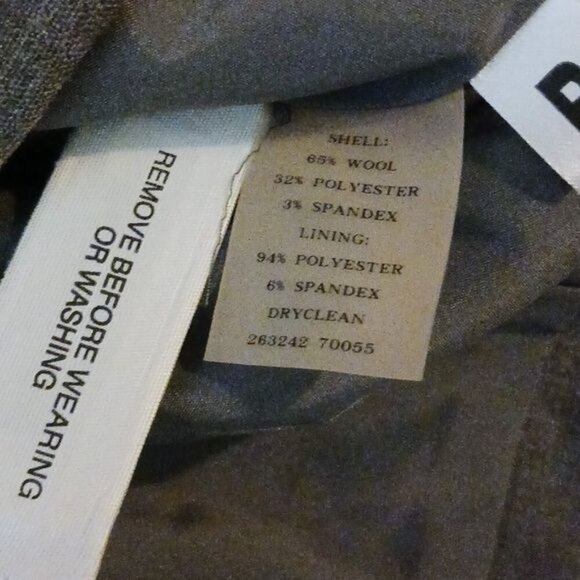 SHELL:
65% WOOL
32% POLYESTER
3% SPANDEX
LINING:
94% POLYESTER
6% SPANDEX
DRYCLEAN
263242 70055
REMOVE BEFORE WEARING
OR WASHING